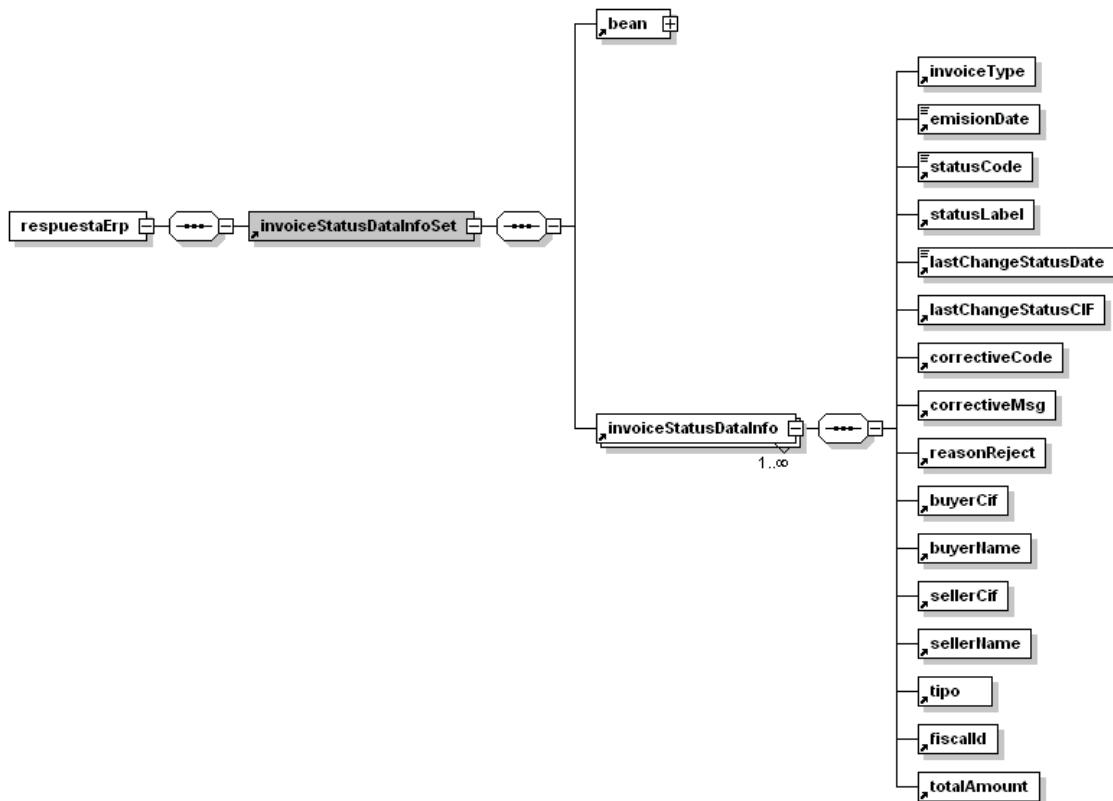 bean
invoiceType
emisionDate
statusCode
statusLabel
respuestaErp
invoiceStatusDataInfoSet
lastChangeStatusDate
lastChangeStatusCIF
correctiveCode
correctiveMsg
invoiceStatusDataInfo
1..∞
reasonReject
buyerCif
buyerName
sellerCif
sellerName
tipo
fiscalId
totalAmount